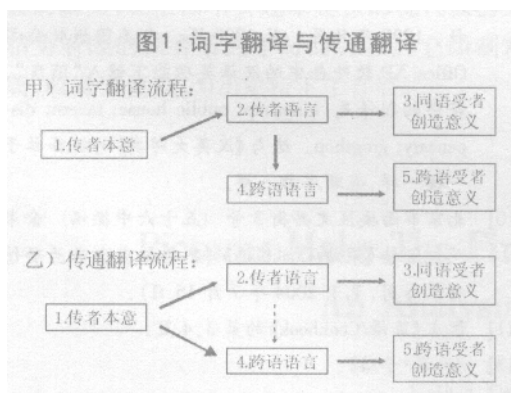 图1：词字翻译与传通翻译
甲）词字翻译流程：
2.传者语言
3.同语受者
创造意义
1.传者本意
4.跨语语言
5.跨语受者
创造意义
乙）传通翻译流程：
2.传者语言
3.同语受者
创造意义
1.传者本意
4.跨语语言
5.跨语受者
创造意义